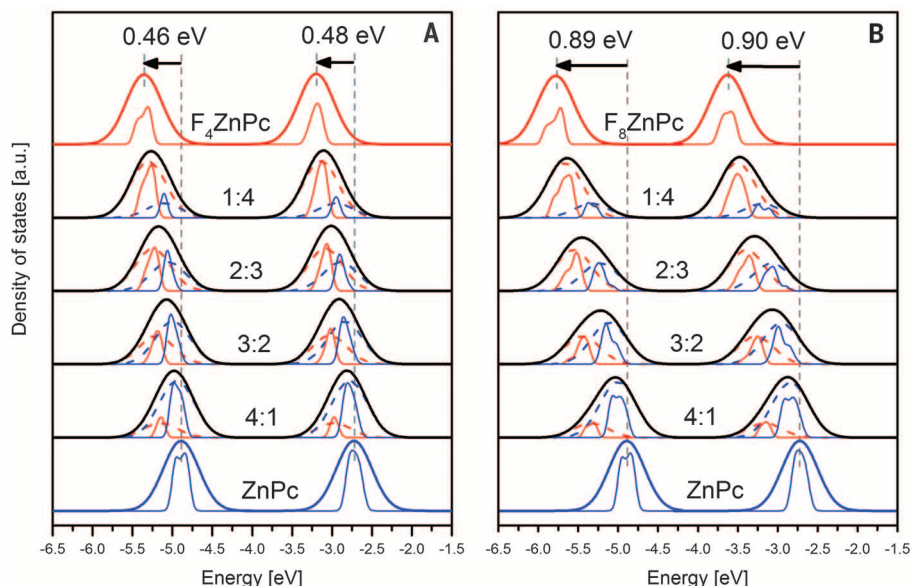 Density of states [a.u.]
0.46 eV
0.48 eV
A
F₄ZnPc
1:4
2:3
3:2
4:1
ZnPc
-6.5 -6.0 -5.5 -5.0 -4.5 -4.0 -3.5 -3.0 -2.5 -2.0 -1.5
Energy [eV]
0.89 eV
0.90 eV
B
F₈ZnPc
1:4
2:3
3:2
4:1
ZnPc
-6.5 -6.0 -5.5 -5.0 -4.5 -4.0 -3.5 -3.0 -2.5 -2.0 -1.5
Energy [eV]